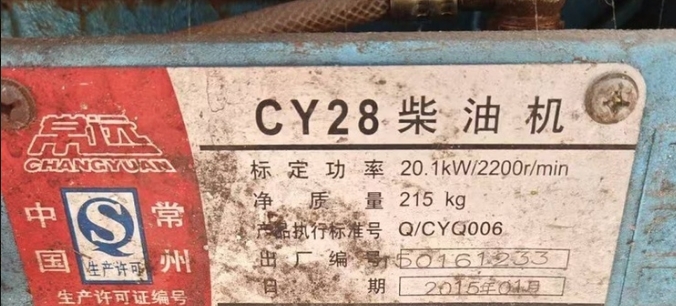 常远
CHANGYUAN
中 常
国 州
QS
生产许可
生产许可证编号
CY28 柴油机
标定功率 20.1kW/2200r/min
净质量 215 kg
产品执行标准号 Q/CYQ006
出厂编号 50161233
日期 2015年01月